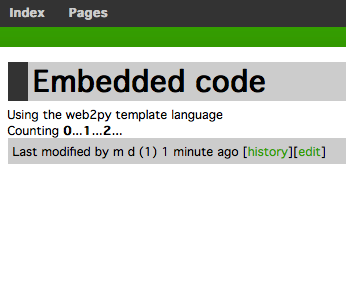 Index Pages
Embedded code
Using the web2py template language
Counting 0...1...2...
Last modified by m d (1) 1 minute ago [history][edit]